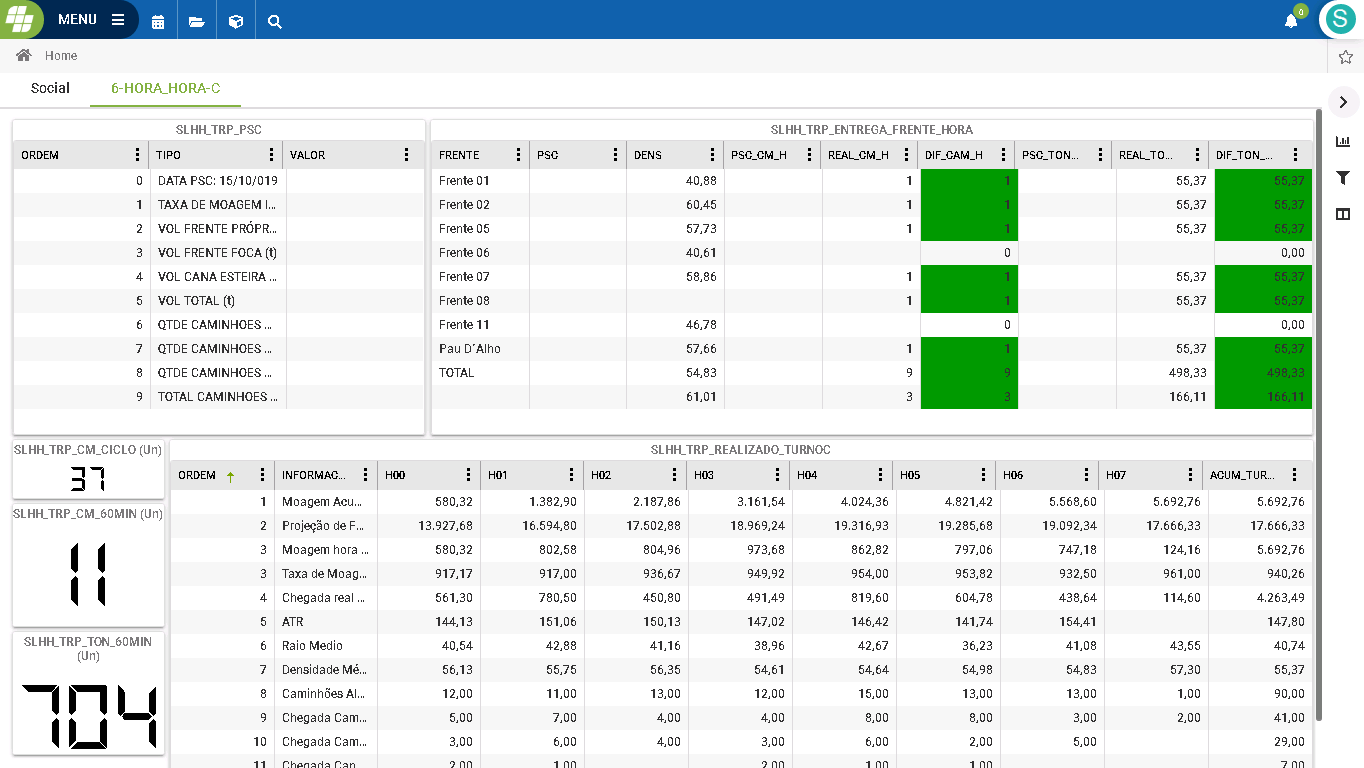 MENU
0
S
Home
Social 6-HORA_HORA-C
SLHH_TRP_PSC
ORDEM TIPO VALOR
0 DATA PSC: 15/10/019
1 TAXA DE MOAGEM I...
2 VOL FRENTE PRÓPR...
3 VOL FRENTE FOCA (t)
4 VOL CANA ESTEIRA ...
5 VOL TOTAL (t)
6 QTDE CAMINHOES ...
7 QTDE CAMINHOES ...
8 QTDE CAMINHOES ...
9 TOTAL CAMINHOES ...
SLHH_TRP_ENTREGA_FRENTE_HORA
FRENTE PSC DENS PSC_CM_H REAL_CM_H DIF_CAM_H PSC_TON... REAL_TO... DIF_TON_...
Frente 01 40,88 1 1 55,37 55,37
Frente 02 60,45 1 1 55,37 55,37
Frente 05 57,73 1 1 55,37 55,37
Frente 06 40,61 0 0,00
Frente 07 58,86 1 1 55,37 55,37
Frente 08 1 1 55,37 55,37
Frente 11 46,78 0 0,00
Pau D´Alho 57,66 1 1 55,37 55,37
TOTAL 54,83 9 9 498,33 498,33
61,01 3 3 166,11 166,11
SLHH_TRP_CM_CICLO (Un)
37
SLHH_TRP_CM_60MIN (Un)
11
SLHH_TRP_TON_60MIN
(Un)
704
SLHH_TRP_REALIZADO_TURNOC
ORDEM INFORMAC... H00 H01 H02 H03 H04 H05 H06 H07 ACUM_TUR...
1 Moagem Acu... 580,32 1.382,90 2.187,86 3.161,54 4.024,36 4.821,42 5.568,60 5.692,76 5.692,76
2 Projeção de F... 13.927,68 16.594,80 17.502,88 18.969,24 19.316,93 19.285,68 19.092,34 17.666,33 17.666,33
3 Moagem hora ... 580,32 802,58 804,96 973,68 862,82 797,06 747,18 124,16 5.692,76
3 Taxa de Moag... 917,17 917,00 936,67 949,92 954,00 953,82 932,50 961,00 940,26
4 Chegada real ... 561,30 780,50 450,80 491,49 819,60 604,78 438,64 114,60 4.263,49
5 ATR 144,13 151,06 150,13 147,02 146,42 141,74 154,41 147,80
6 Raio Medio 40,54 42,88 41,16 38,96 42,67 36,23 41,08 43,55 40,74
7 Densidade Mé... 56,13 55,75 56,35 54,61 54,64 54,98 54,83 57,30 55,37
8 Caminhões Al... 12,00 11,00 13,00 12,00 15,00 13,00 13,00 1,00 90,00
9 Chegada Cam... 5,00 7,00 4,00 4,00 8,00 8,00 3,00 2,00 41,00
10 Chegada Cam... 3,00 6,00 4,00 3,00 6,00 2,00 5,00 29,00
11 Chegada Can... 2,00 1,00 2,00 1,00 1,00 7,00